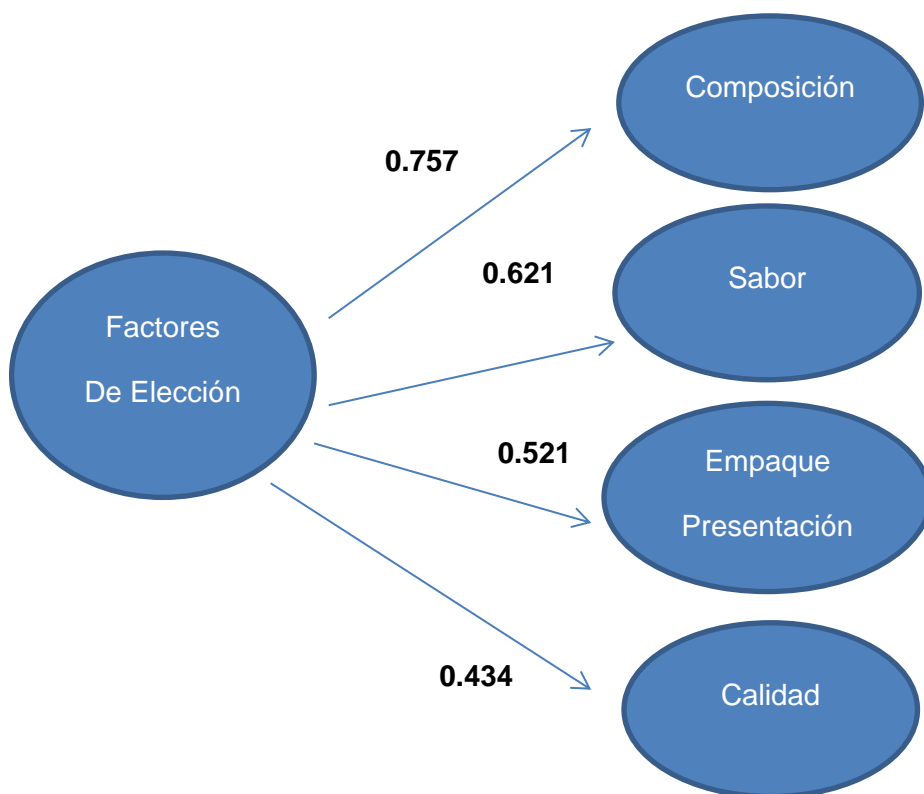 Composición
0.757
0.621
Sabor
Factores
De Elección
0.521
Empaque
Presentación
0.434
Calidad